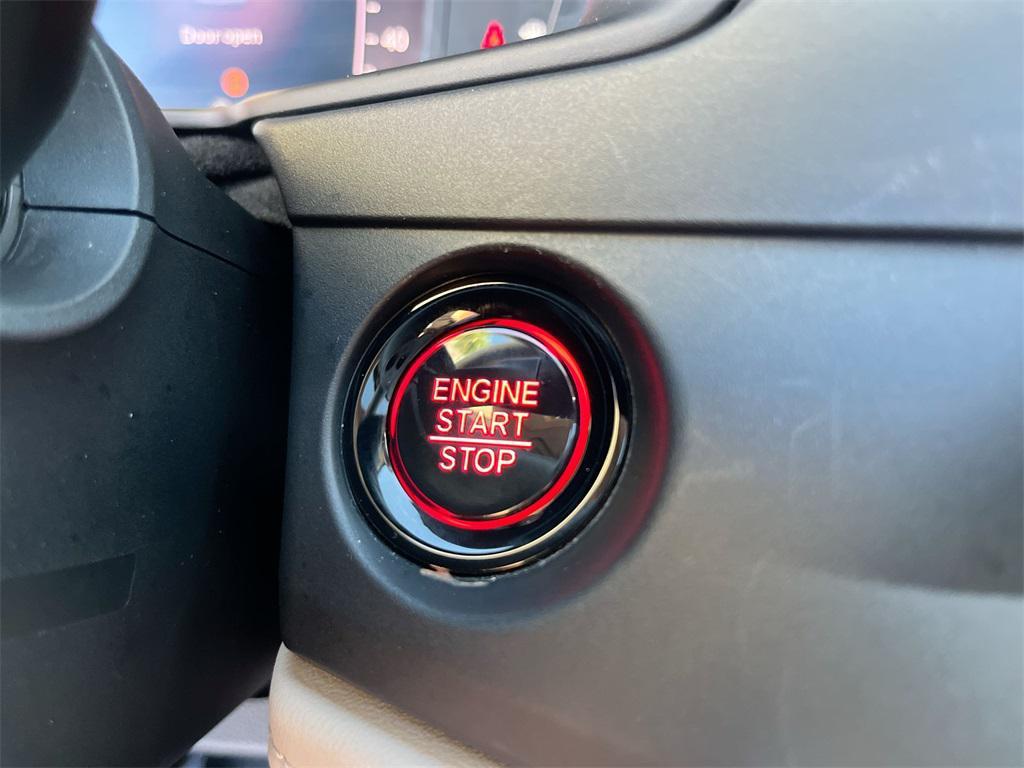 Door open
40
ENGINE
START
STOP